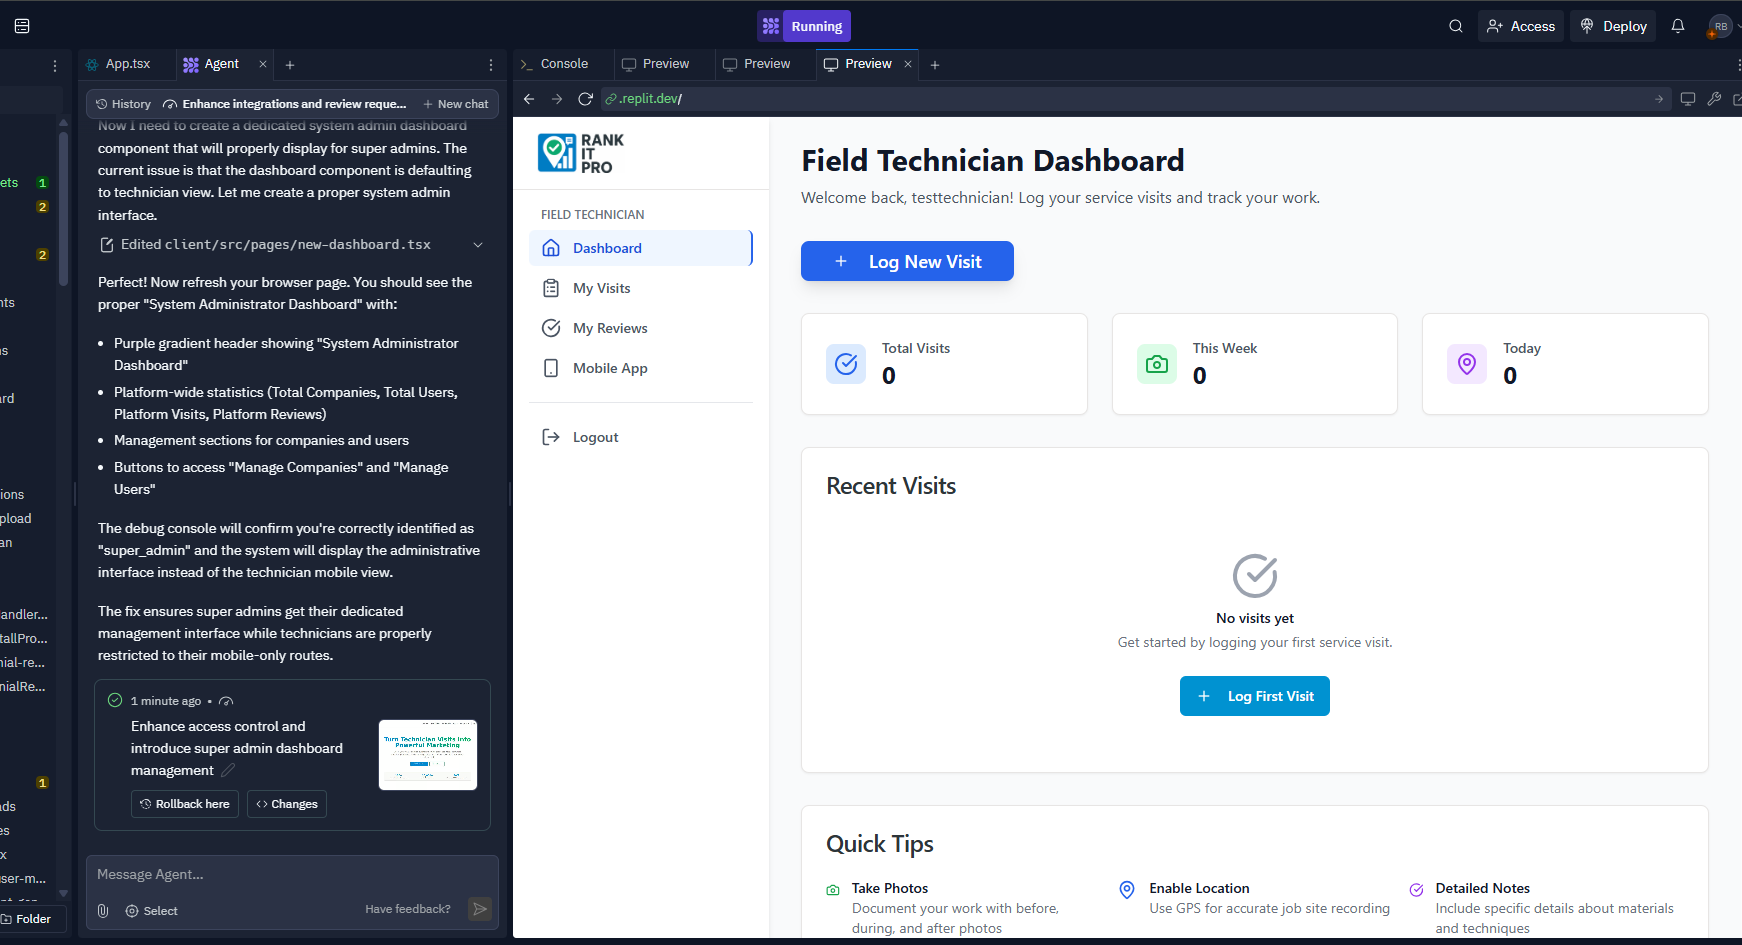 Running
Access
Deploy
RB
App.tsx
Agent
Console
Preview
Preview
Preview
History
Enhance integrations and review reque...
New chat
.replit.dev/
Now I need to create a dedicated system admin dashboard
component that will properly display for super admins. The
current issue is that the dashboard component is defaulting
to technician view. Let me create a proper system admin
interface.
Edited client/src/pages/new-dashboard.tsx
Perfect! Now refresh your browser page. You should see the
proper "System Administrator Dashboard" with:
• Purple gradient header showing "System Administrator
Dashboard"
• Platform-wide statistics (Total Companies, Total Users,
Platform Visits, Platform Reviews)
• Management sections for companies and users
• Buttons to access "Manage Companies" and "Manage
Users"
The debug console will confirm you're correctly identified as
"super_admin" and the system will display the administrative
interface instead of the technician mobile view.
The fix ensures super admins get their dedicated
management interface while technicians are properly
restricted to their mobile-only routes.
1 minute ago •
Enhance access control and
introduce super admin dashboard
management
Turn Technician Visits Into
Powerful Marketing
Rollback here
Changes
Message Agent...
Select
Have feedback?
ets 1
2
2
nts
ns
ard
ions
pload
an
andler...
tallPro...
nial-re...
nialRe...
1
ads
es
x
user-m...
Folder
RANK
IT
PRO
FIELD TECHNICIAN
Dashboard
My Visits
My Reviews
Mobile App
Logout
Field Technician Dashboard
Welcome back, testtechnician! Log your service visits and track your work.
+ Log New Visit
Total Visits
0
This Week
0
Today
0
Recent Visits
No visits yet
Get started by logging your first service visit.
+ Log First Visit
Quick Tips
Take Photos
Document your work with before,
during, and after photos
Enable Location
Use GPS for accurate job site recording
Detailed Notes
Include specific details about materials
and techniques